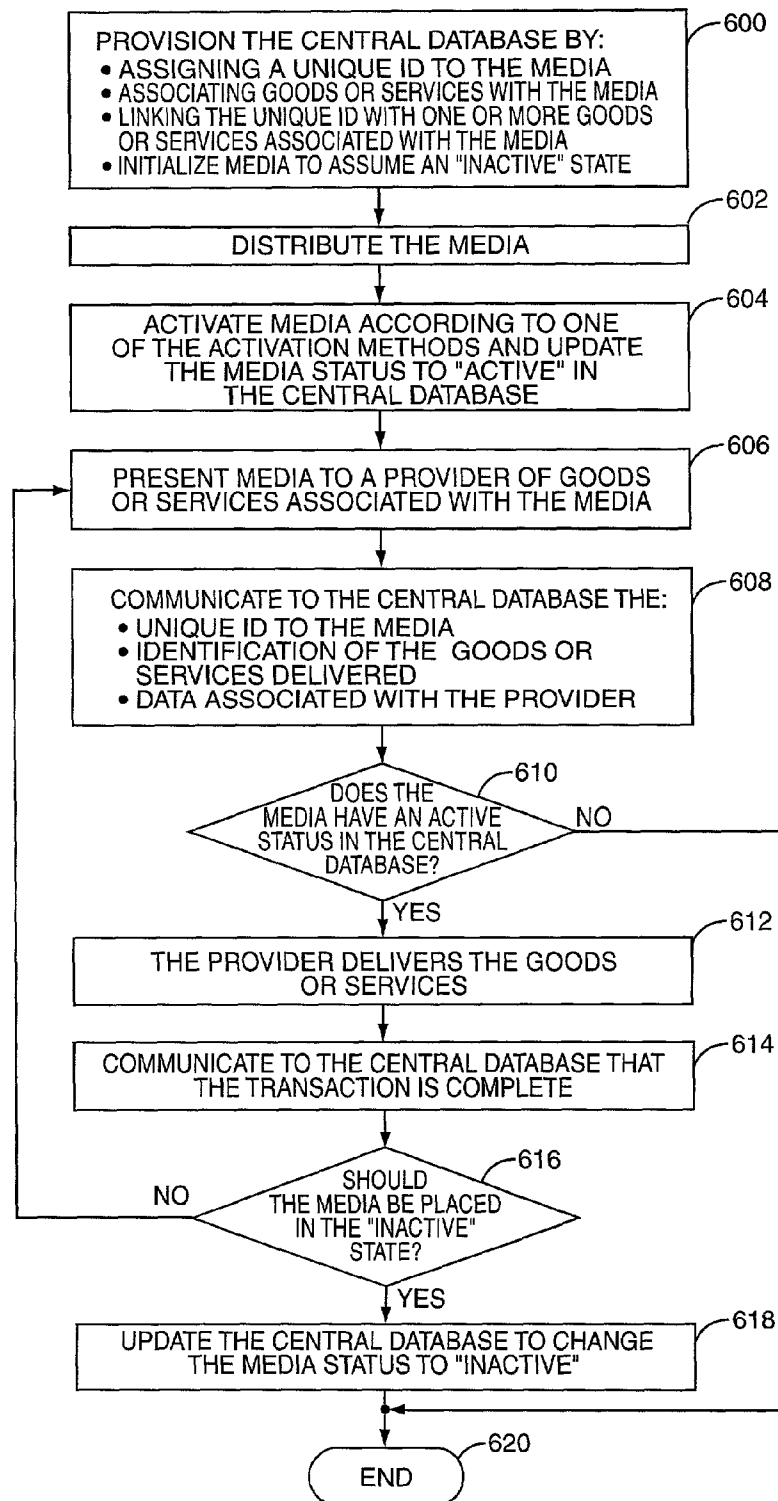 600
PROVISION THE CENTRAL DATABASE BY:
• ASSIGNING A UNIQUE ID TO THE MEDIA
• ASSOCIATING GOODS OR SERVICES WITH THE MEDIA
• LINKING THE UNIQUE ID WITH ONE OR MORE GOODS
OR SERVICES ASSOCIATED WITH THE MEDIA
• INITIALIZE MEDIA TO ASSUME AN "INACTIVE" STATE
602
DISTRIBUTE THE MEDIA
604
ACTIVATE MEDIA ACCORDING TO ONE
OF THE ACTIVATION METHODS AND UPDATE
THE MEDIA STATUS TO "ACTIVE" IN
THE CENTRAL DATABASE
606
PRESENT MEDIA TO A PROVIDER OF GOODS
OR SERVICES ASSOCIATED WITH THE MEDIA
608
COMMUNICATE TO THE CENTRAL DATABASE THE:
• UNIQUE ID TO THE MEDIA
• IDENTIFICATION OF THE GOODS OR
SERVICES DELIVERED
• DATA ASSOCIATED WITH THE PROVIDER
610
DOES THE
MEDIA HAVE AN ACTIVE
STATUS IN THE CENTRAL
DATABASE?
NO
YES
612
THE PROVIDER DELIVERS THE GOODS
OR SERVICES
614
COMMUNICATE TO THE CENTRAL DATABASE THAT
THE TRANSACTION IS COMPLETE
616
SHOULD
THE MEDIA BE PLACED
IN THE "INACTIVE"
STATE?
NO
YES
618
UPDATE THE CENTRAL DATABASE TO CHANGE
THE MEDIA STATUS TO "INACTIVE"
620
END